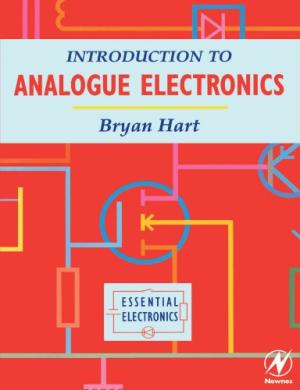 INTRODUCTION TO
ANALOGUE ELECTRONICS
Bryan Hart
ESSENTIAL
ELECTRONICS
Newnes